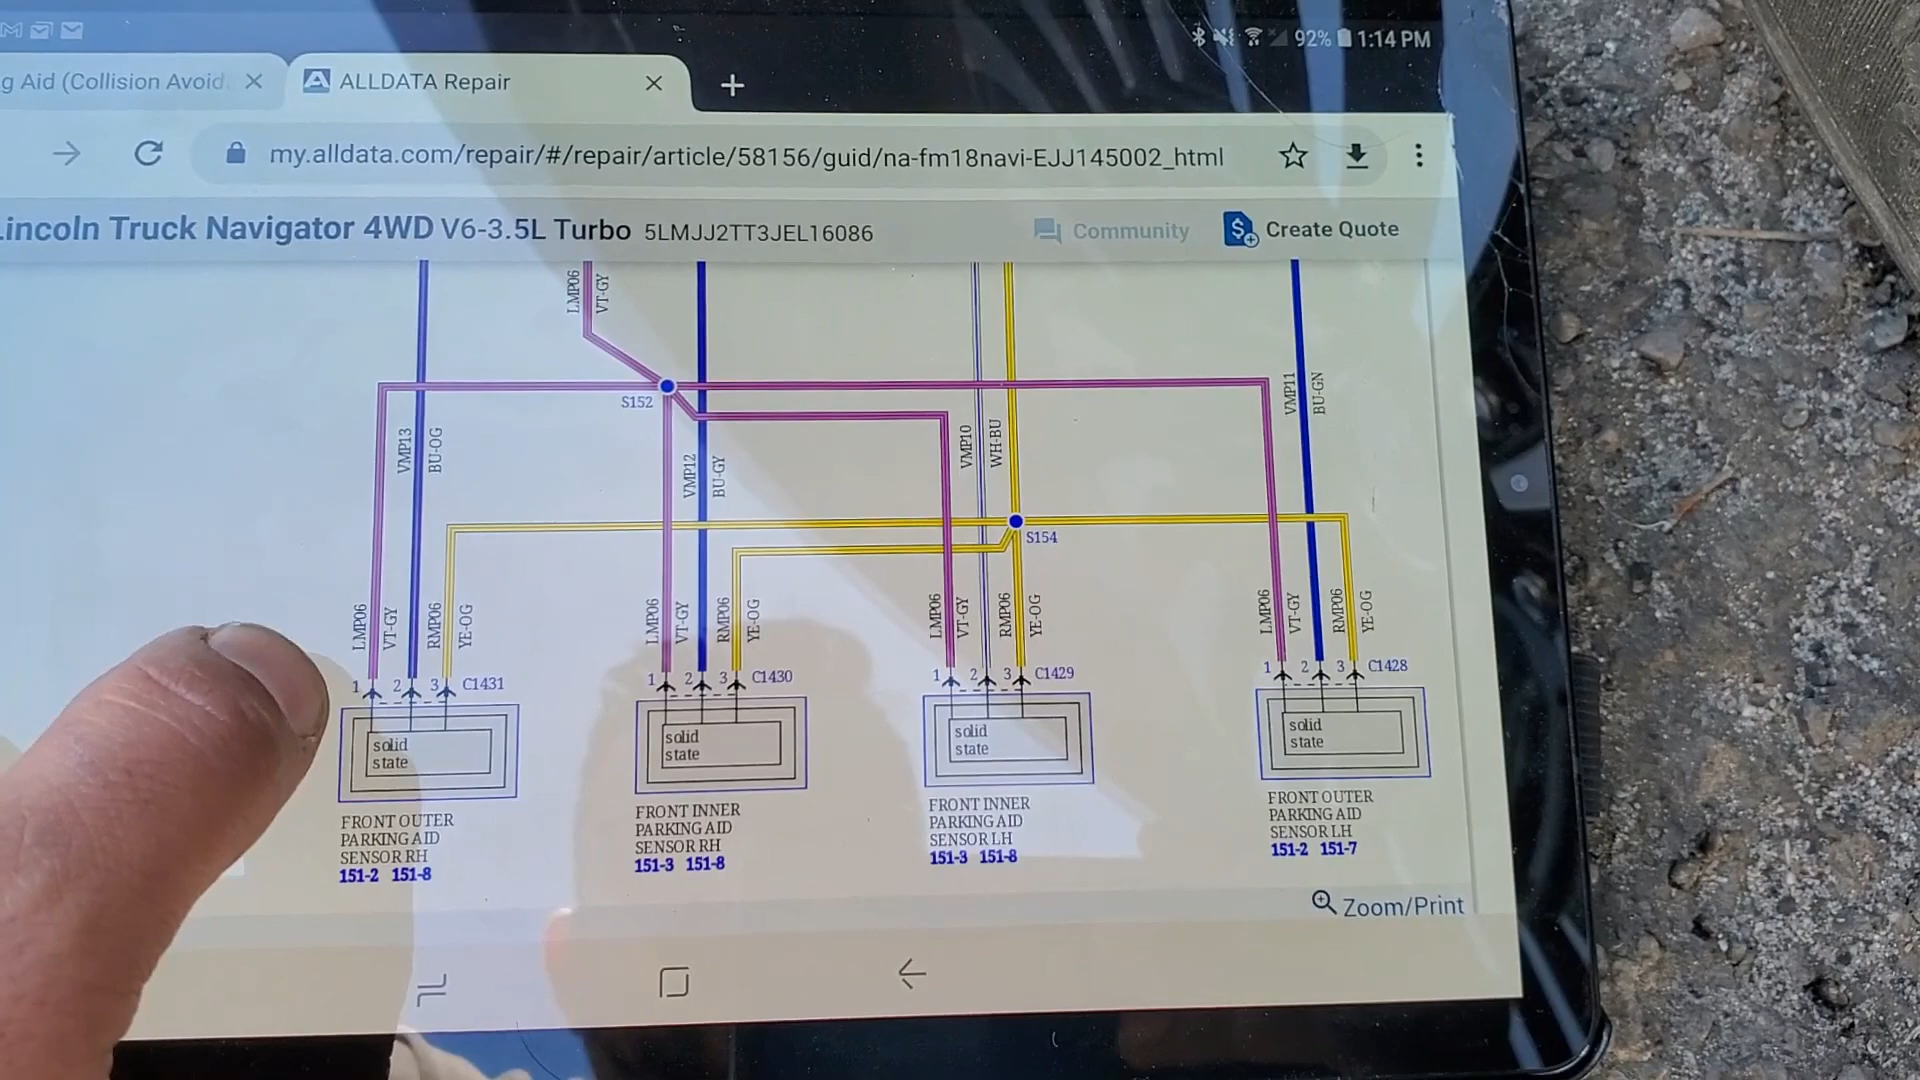 92% 1:14 PM
g Aid (Collision Avoid
ALLDATA Repair
my.alldata.com/repair/#/repair/article/58156/guid/na-fm18navi-EJJ145002_html
incoln Truck Navigator 4WD V6-3.5L Turbo 5LMJJ2TT3JEL16086
Community
Create Quote
LMP06
VT-GY
S152
VMP13
BU-OG
VMP12
BU-GY
VMP10
WH-BU
VMP11
BU-GN
S154
LMP06
VT-GY
RMP06
YE-OG
LMP06
VT-GY
RMP06
YE-OG
LMP06
VT-GY
RMP06
YE-OG
LMP06
VT-GY
RMP06
YE-OG
1 2 3 C1431
1 2 3 C1430
1 2 3 C1429
1 2 3 C1428
solid
state
solid
state
solid
state
solid
state
FRONT OUTER
PARKING AID
SENSOR RH
151-2 151-8
FRONT INNER
PARKING AID
SENSOR RH
151-3 151-8
FRONT INNER
PARKING AID
SENSOR LH
151-3 151-8
FRONT OUTER
PARKING AID
SENSOR LH
151-2 151-7
Zoom/Print